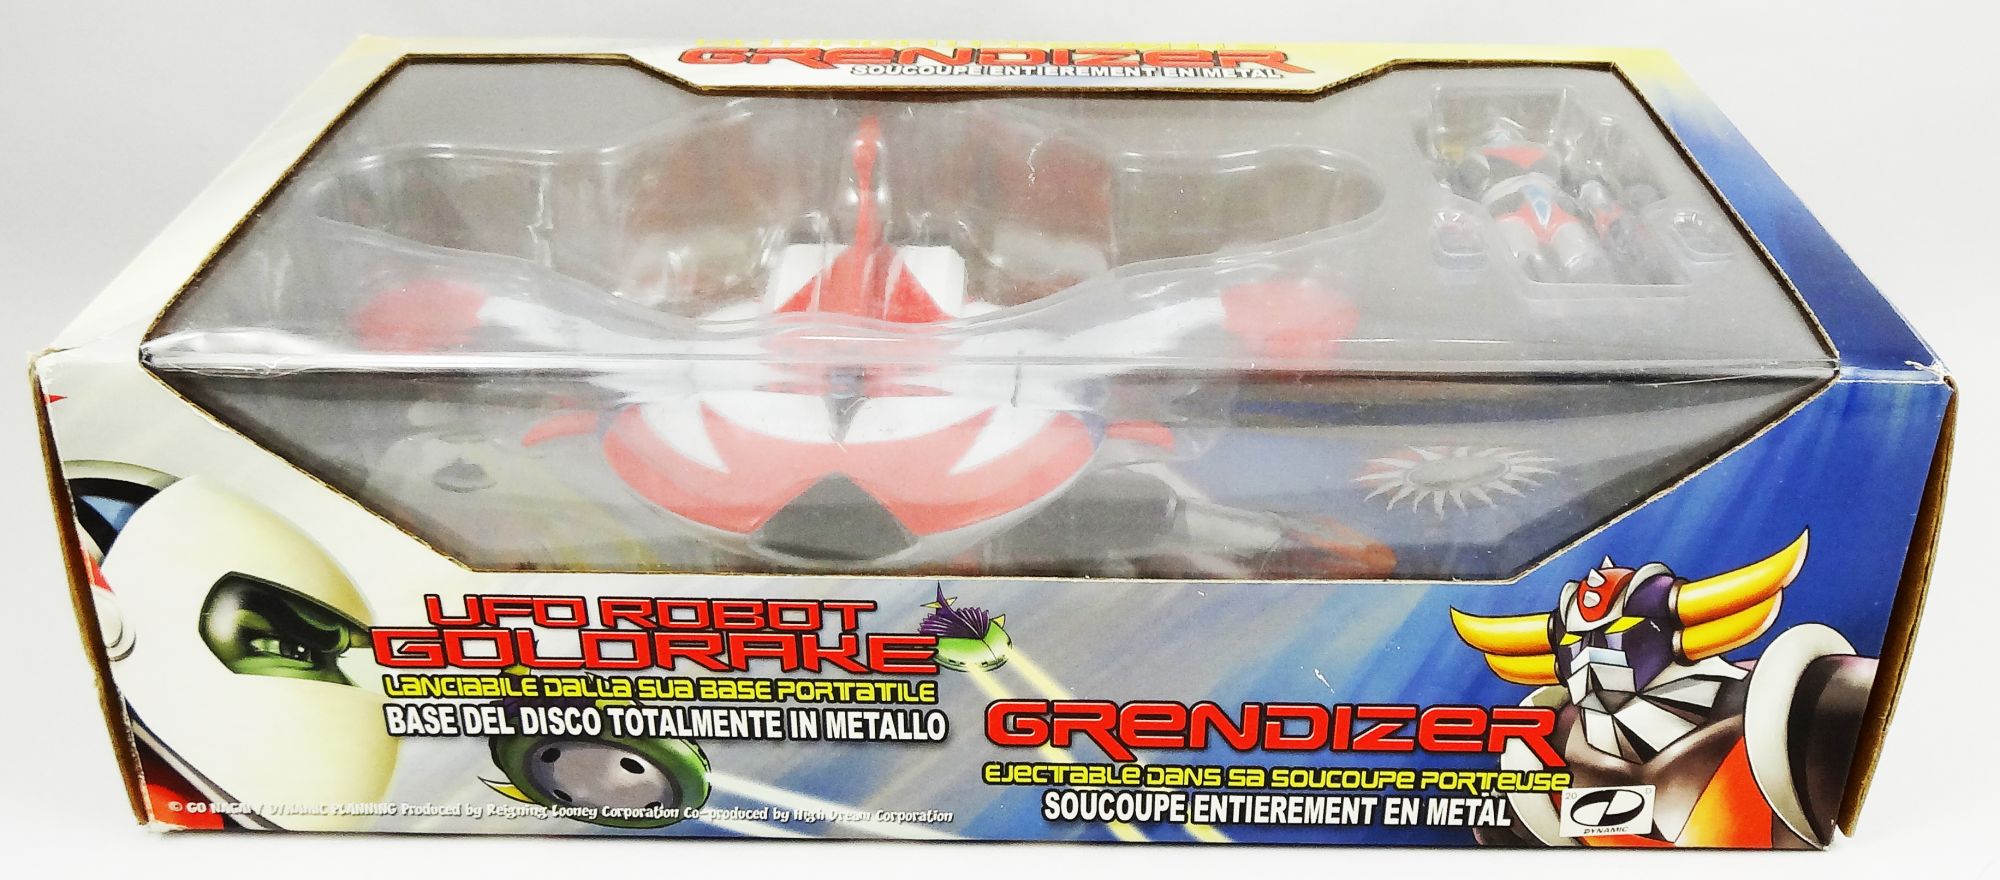 GRENDIZER
SOUCOUPE ENTIEREMENT EN METAL
UFO ROBOT
GOLDRAKE
LANCIABILE DALLA SUA BASE PORTATILE
BASE DEL DISCO TOTALMENTE IN METALLO
GRENDIZER
EJECTABLE DANS SA SOUCOUPE PORTEUSE
SOUCOUPE ENTIEREMENT EN METAL
© GO NAGAI / DYNAMIC PLANNING Produced by Reigning Looney Corporation Co-produced by High Dream Corporation
20 D
DYNAMIC